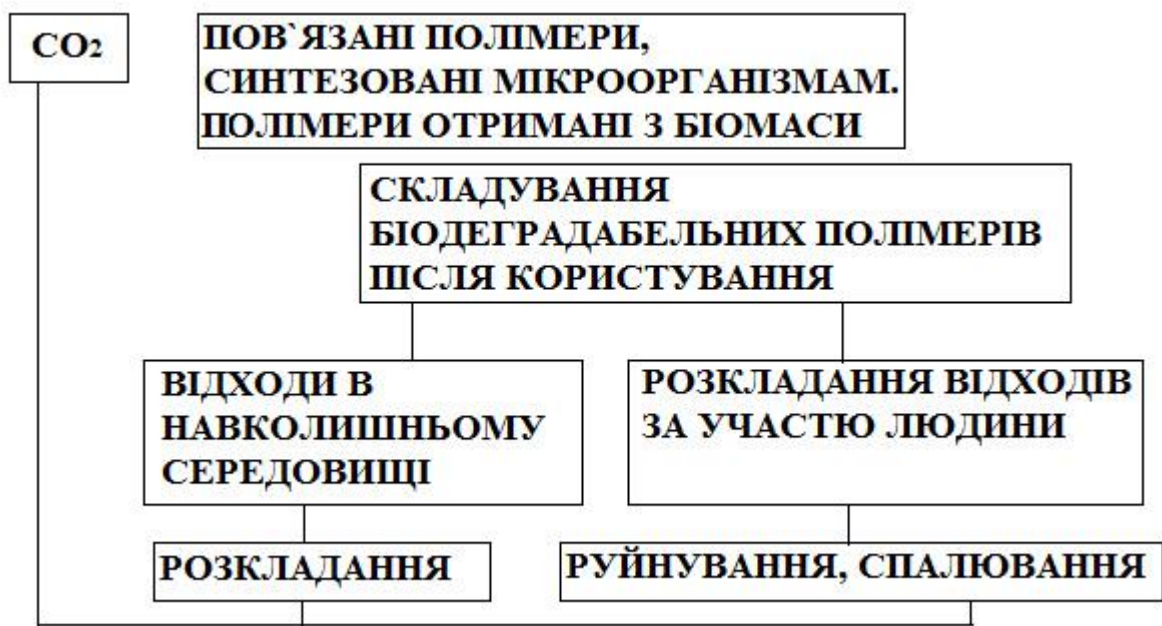 CO₂
ПОВ`ЯЗАНІ ПОЛІМЕРИ,
СИНТЕЗОВАНІ МІКРООРГАНІЗМАМ.
ПОЛІМЕРИ ОТРИМАНІ З БІОМАСИ
СКЛАДУВАННЯ
БІОДЕГРАДАБЕЛЬНИХ ПОЛІМЕРІВ
ПІСЛЯ КОРИСТУВАННЯ
ВІДХОДИ В
НАВКОЛИШНЬОМУ
СЕРЕДОВИЩІ
РОЗКЛАДАННЯ ВІДХОДІВ
ЗА УЧАСТЮ ЛЮДИНИ
РОЗКЛАДАННЯ
РУЙНУВАННЯ, СПАЛЮВАННЯ